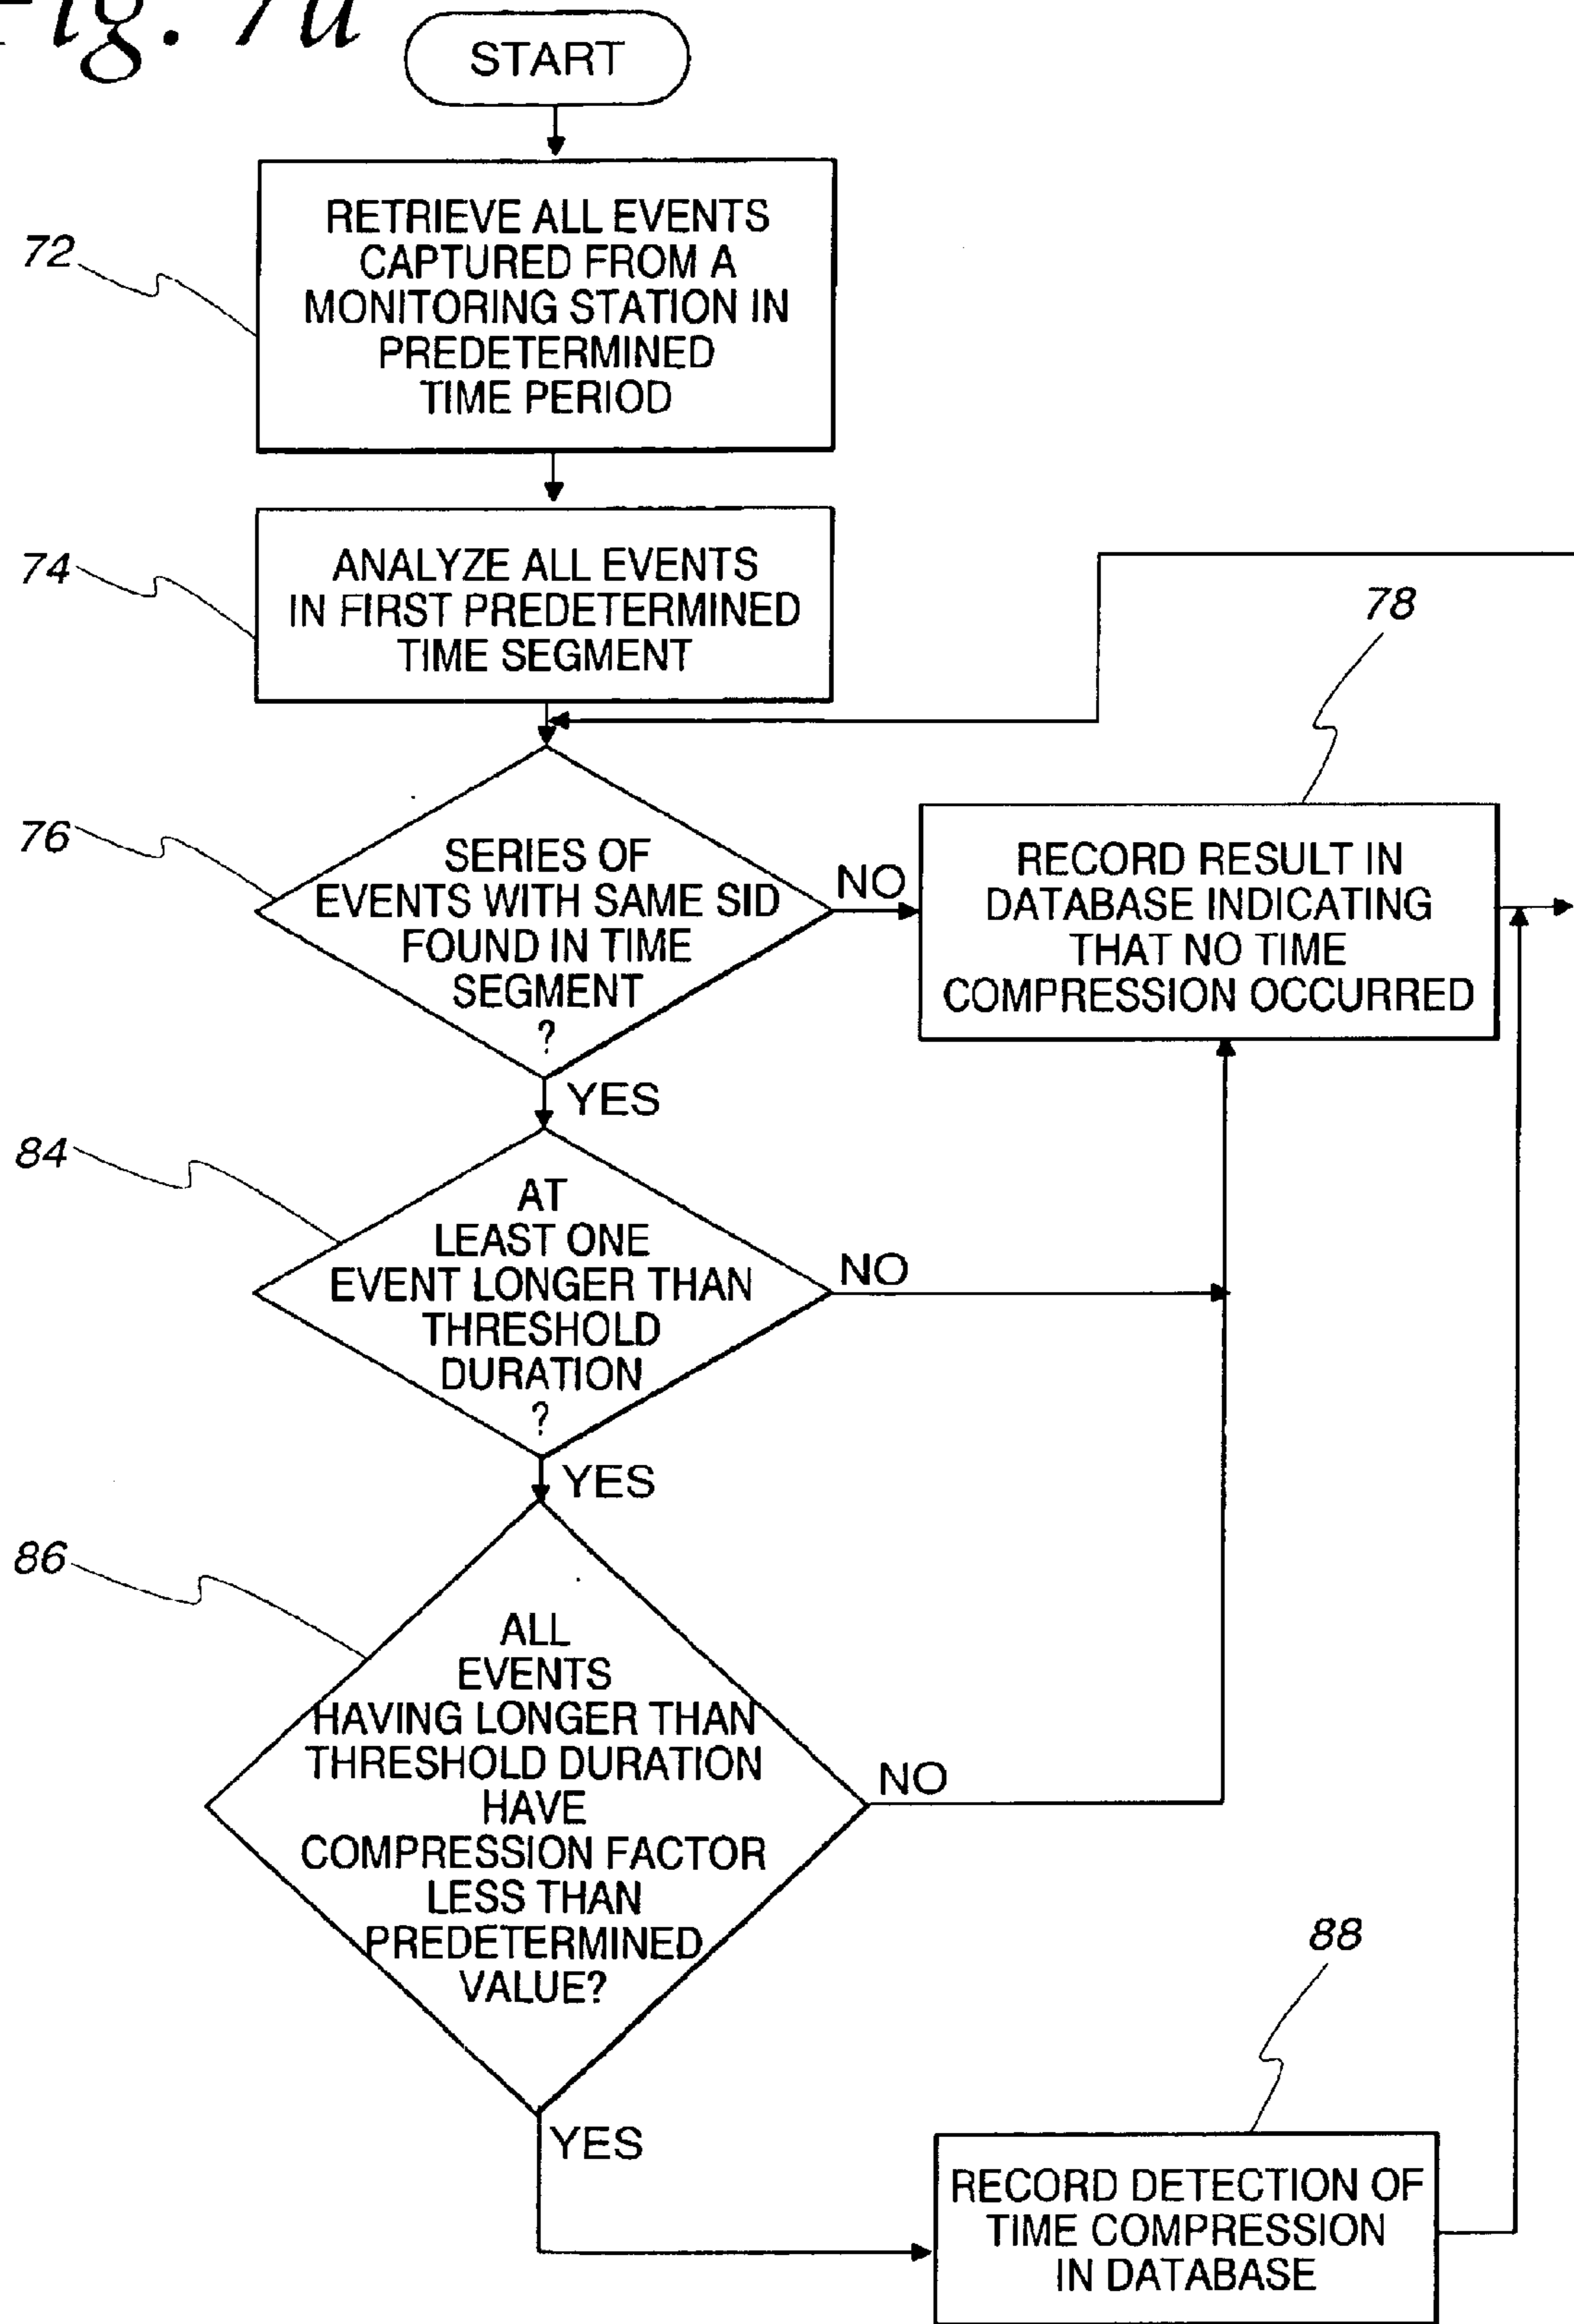 Fig. 7a
START
72
RETRIEVE ALL EVENTS
CAPTURED FROM A
MONITORING STATION IN
PREDETERMINED
TIME PERIOD
74
ANALYZE ALL EVENTS
IN FIRST PREDETERMINED
TIME SEGMENT
78
76
SERIES OF
EVENTS WITH SAME SID
FOUND IN TIME
SEGMENT
?
NO
RECORD RESULT IN
DATABASE INDICATING
THAT NO TIME
COMPRESSION OCCURRED
YES
84
AT
LEAST ONE
EVENT LONGER THAN
THRESHOLD
DURATION
?
NO
YES
86
ALL
EVENTS
HAVING LONGER THAN
THRESHOLD DURATION
HAVE
COMPRESSION FACTOR
LESS THAN
PREDETERMINED
VALUE?
NO
YES
88
RECORD DETECTION OF
TIME COMPRESSION
IN DATABASE